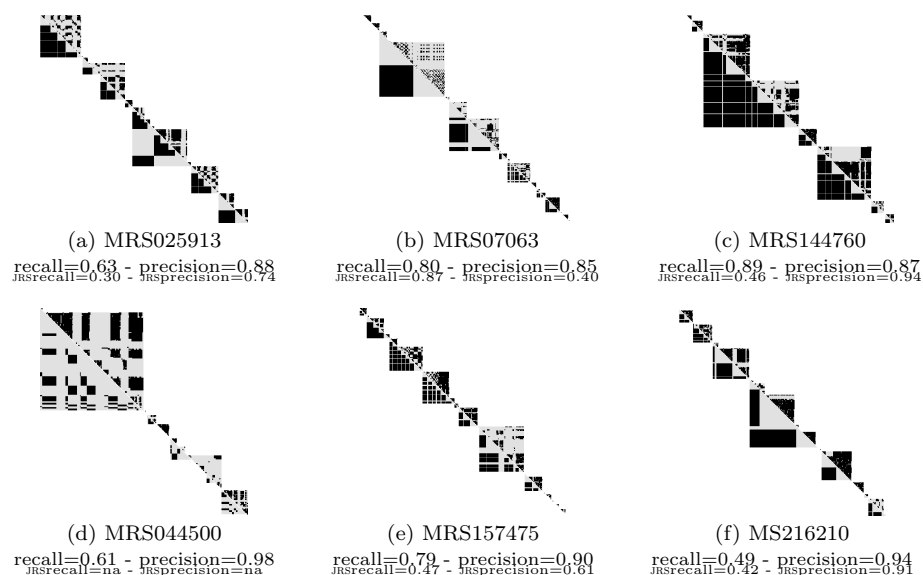 (a) MRS025913
(b) MRS07063
(c) MRS144760
recall=0.63 - precision=0.88
recall=0.80 - precision=0.85
recall=0.89 - precision=0.87
JRSrecall=0.30 - JRSprecision=0.74
JRSrecall=0.87 - JRSprecision=0.40
JRSrecall=0.46 - JRSprecision=0.94
(d) MRS044500
(e) MRS157475
(f) MS216210
recall=0.61 - precision=0.98
recall=0.79 - precision=0.90
recall=0.49 - precision=0.94
JRSrecall=na - JRSprecision=na
JRSrecall=0.47 - JRSprecision=0.61
JRSrecall=0.42 - JRSprecision=0.91